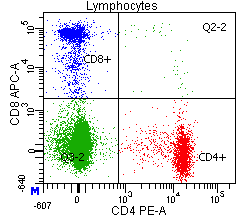 Lymphocytes
Q2-2
CD8+
Q3-2
CD4+
CD8 APC-A
10^5
10^4
10^3
0
-640
M
-607
0
10^3
10^4
10^5
CD4 PE-A